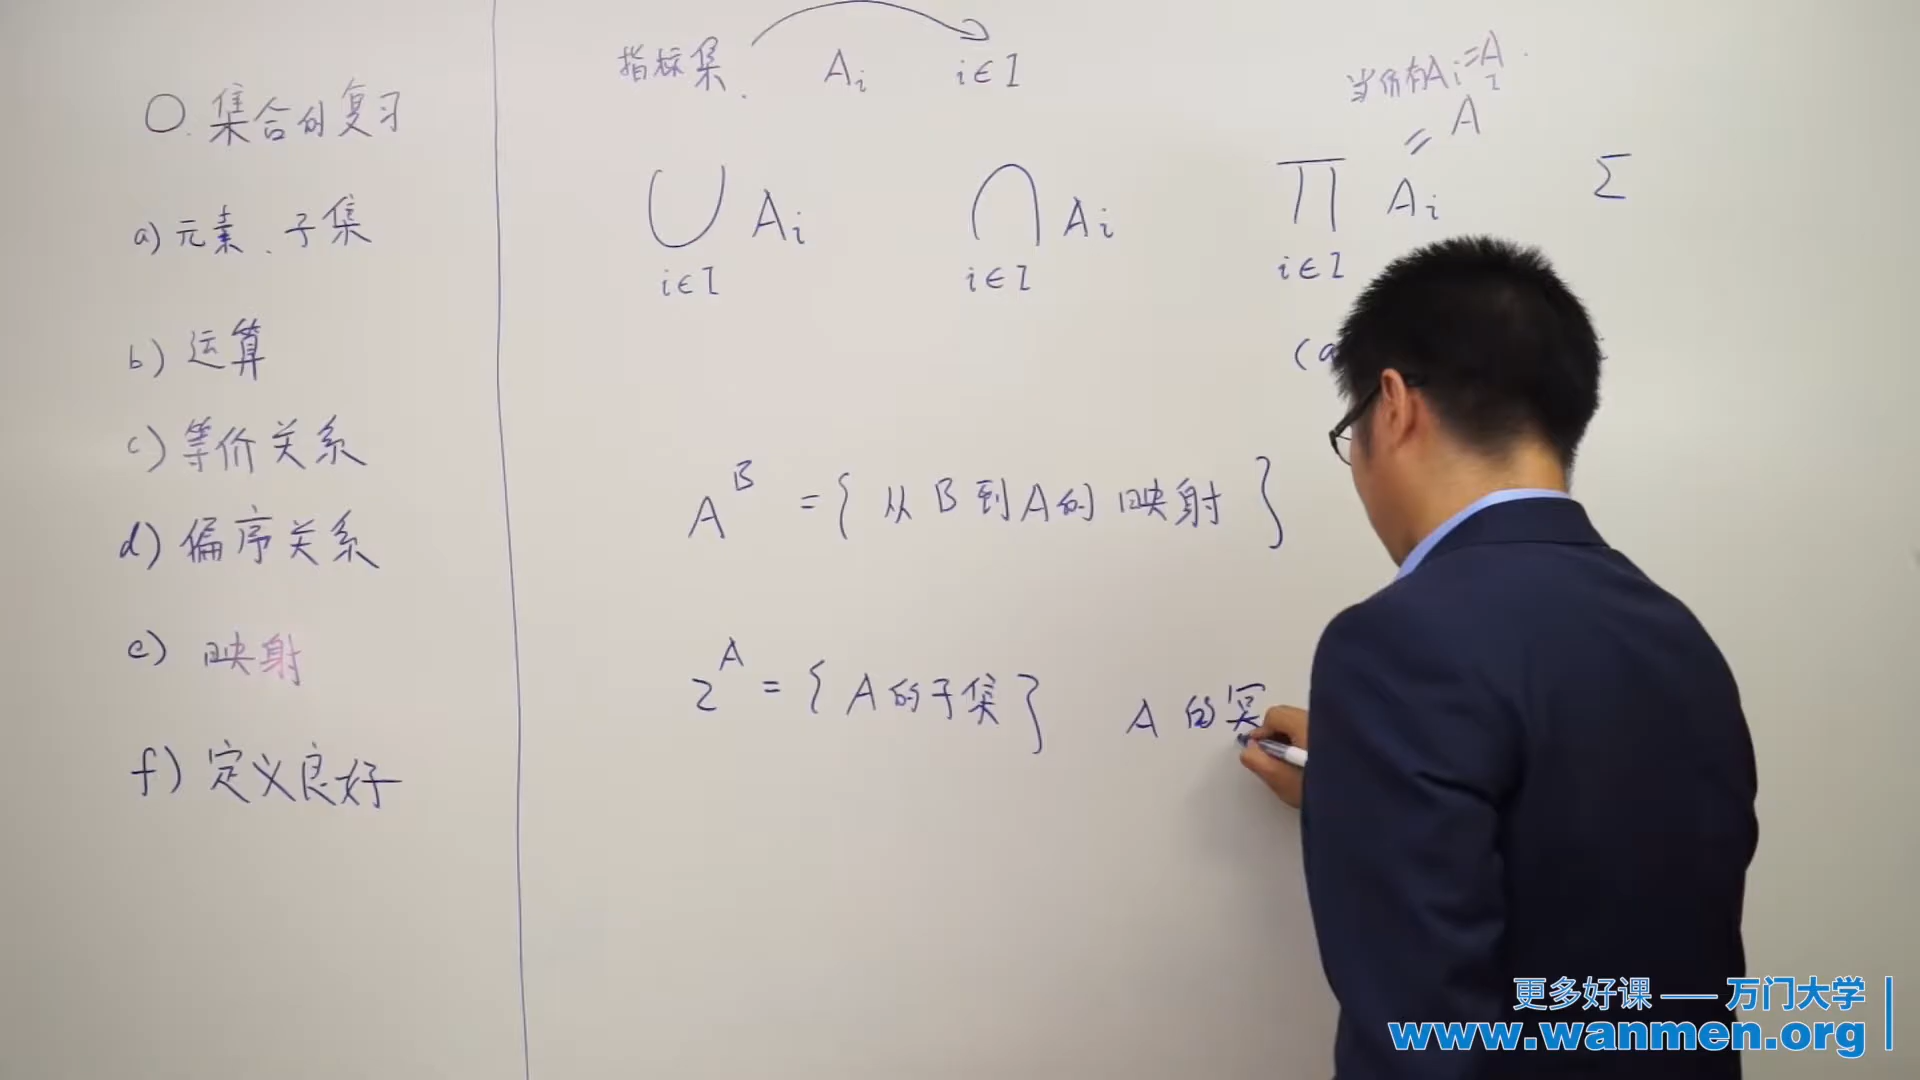 0. 集合的复习
a) 元素、子集
b) 运算
c) 等价关系
d) 偏序关系
e) 映射
f) 定义良好
指标集. A_i i∈I
当所有A_i=A
∪ A_i
i∈I
∩ A_i
i∈I
= A^I
∏ A_i
i∈I
Σ
(a
A^B = { 从B到A的映射 }
2^A = { A的子集 } A的冥
更多好课 —— 万门大学
www.wanmen.org